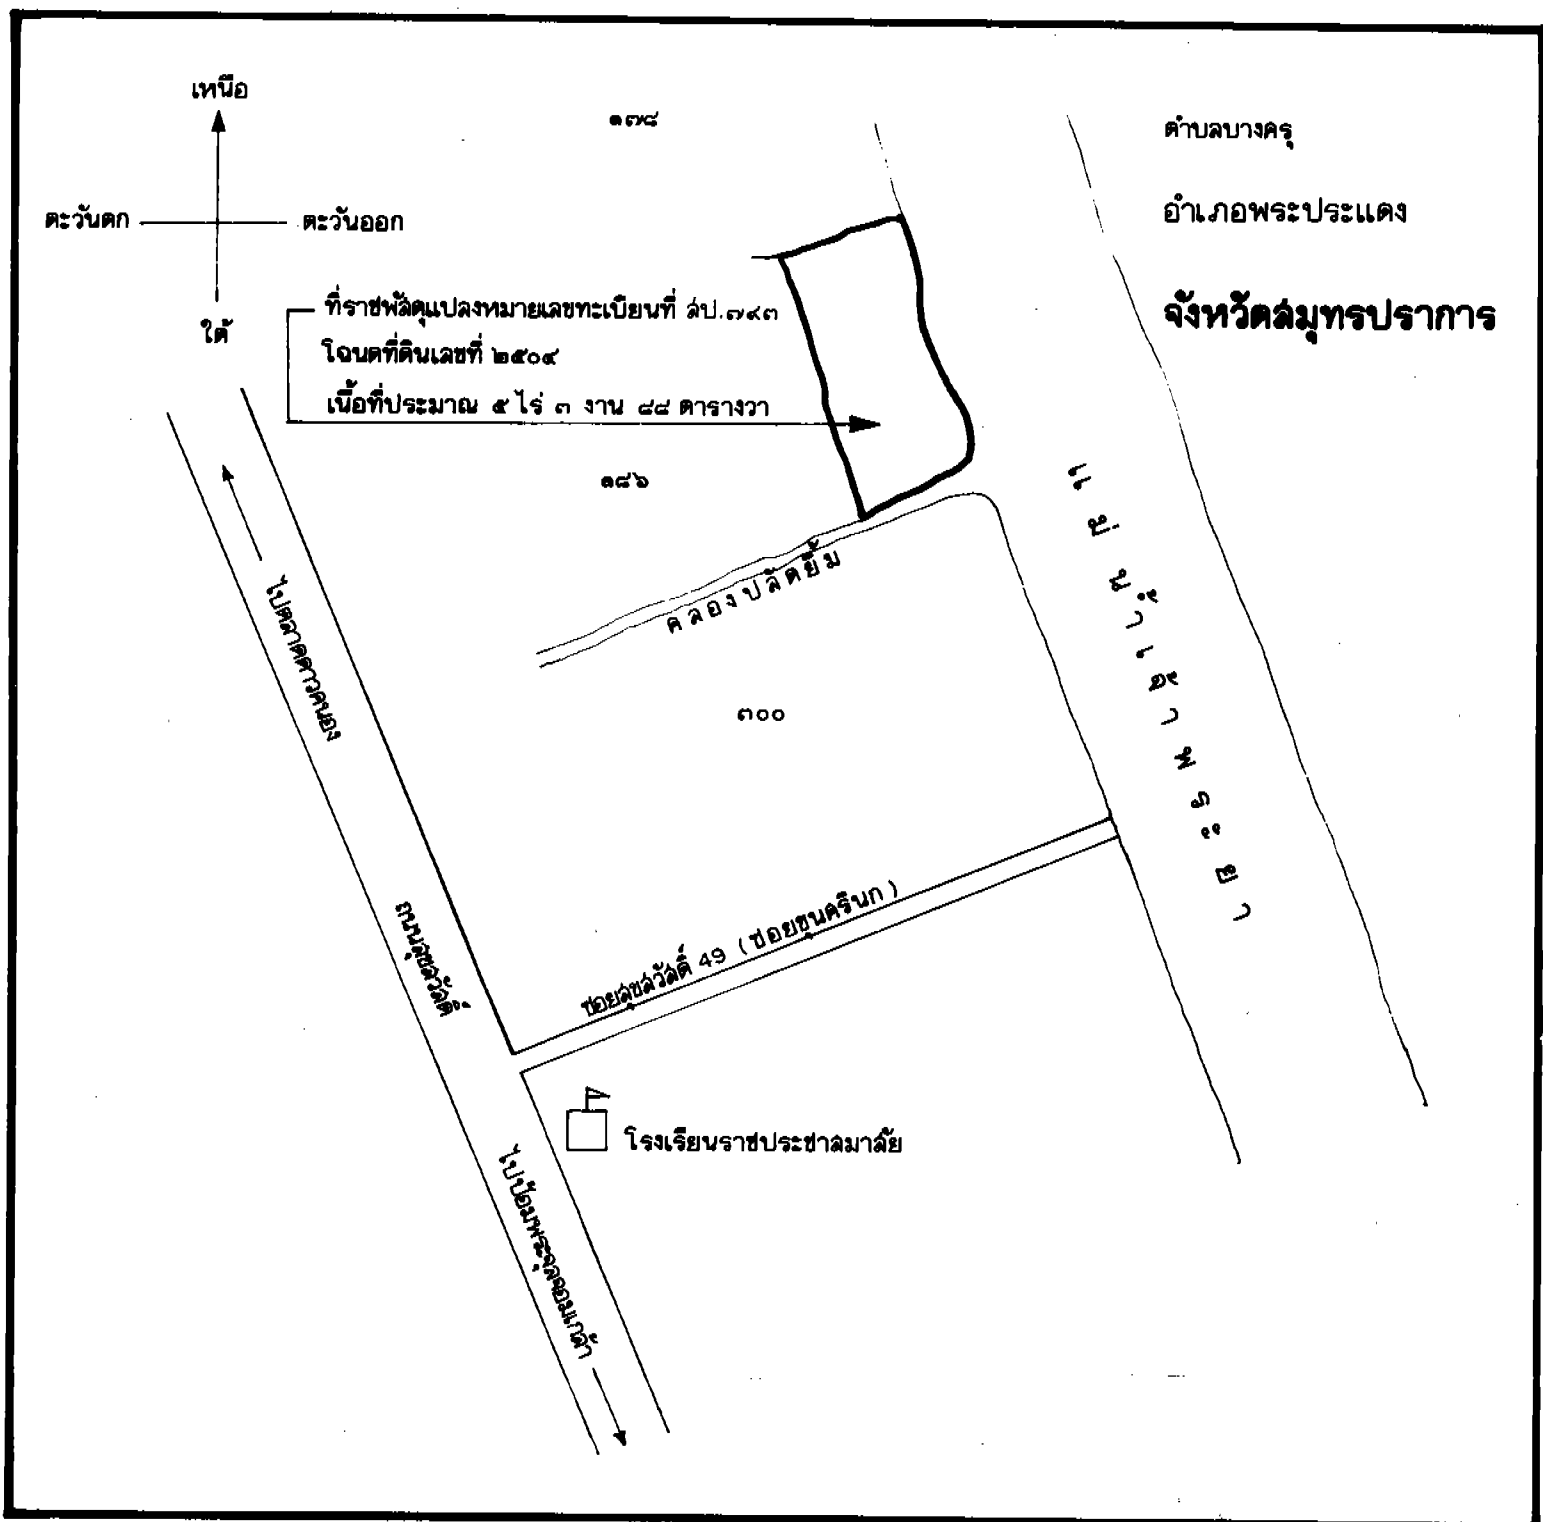 เหนือ
ตะวันตก
ตะวันออก
ใต้
๑๗๘
ตำบลบางครุ
อำเภอพระประแดง
จังหวัดสมุทรปราการ
ที่ราชพัสดุแปลงหมายเลขทะเบียนที่ สป.๗๙๓
โฉนดที่ดินเลขที่ ๒๕๐๙
เนื้อที่ประมาณ ๕ ไร่ ๓ งาน ๘๘ ตารางวา
๑๘๖
แม่น้ำเจ้าพระยา
คลองปลัดยิ้ม
ไปตลาดดาวคนอง
๓๐๐
ถนนสุขสวัสดิ์
ซอยสุขสวัสดิ์ 49 (ซอยขุนศรีนก)
โรงเรียนราชประชาสมาสัย
ไปป้อมพระจุลจอมเกล้า